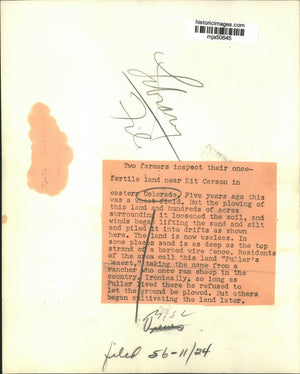 historicimages.com
mja50645
Library
File
Two farmers inspect their once-
fertile land near Kit Carson in
eastern Colorado. Five years ago this
was a wheat field. But the plowing of
this land and hundreds of acres
surrounding it loosened the soil, and
winds began lifting the sand and silt
and piled it into drifts as shown
here. The land is now useless. In
some places sand is as deep as the top
strand of a barbed wire fence. Residents
of the area call this land "Fuller's
Desert," taking the name from a
rancher who once ram sheep in the
country. Ironically, so long as
Fuller lived there he refused to
let the ground be plowed. But others
began cultivating the land later.
Misc
filed 56-11/24